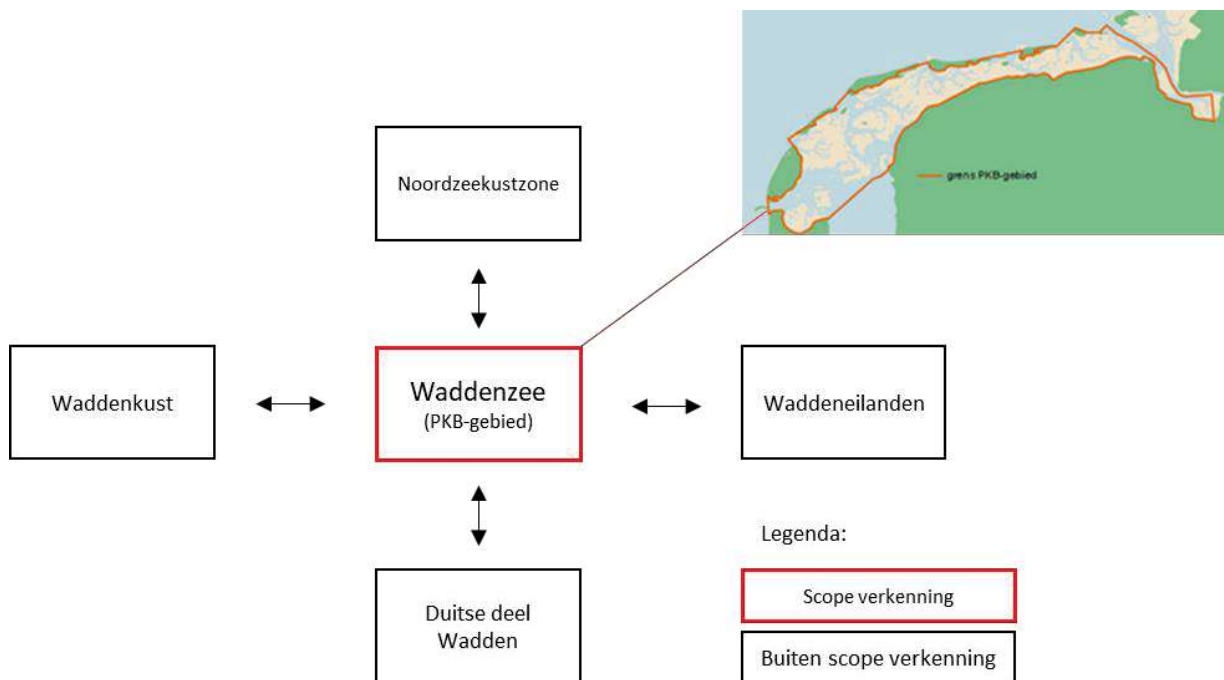 grens PKB-gebied
Noordzeekustzone
Waddenkust
Waddenzee
(PKB-gebied)
Waddeneilanden
Duitse deel
Wadden
Legenda:
Scope verkenning
Buiten scope verkenning